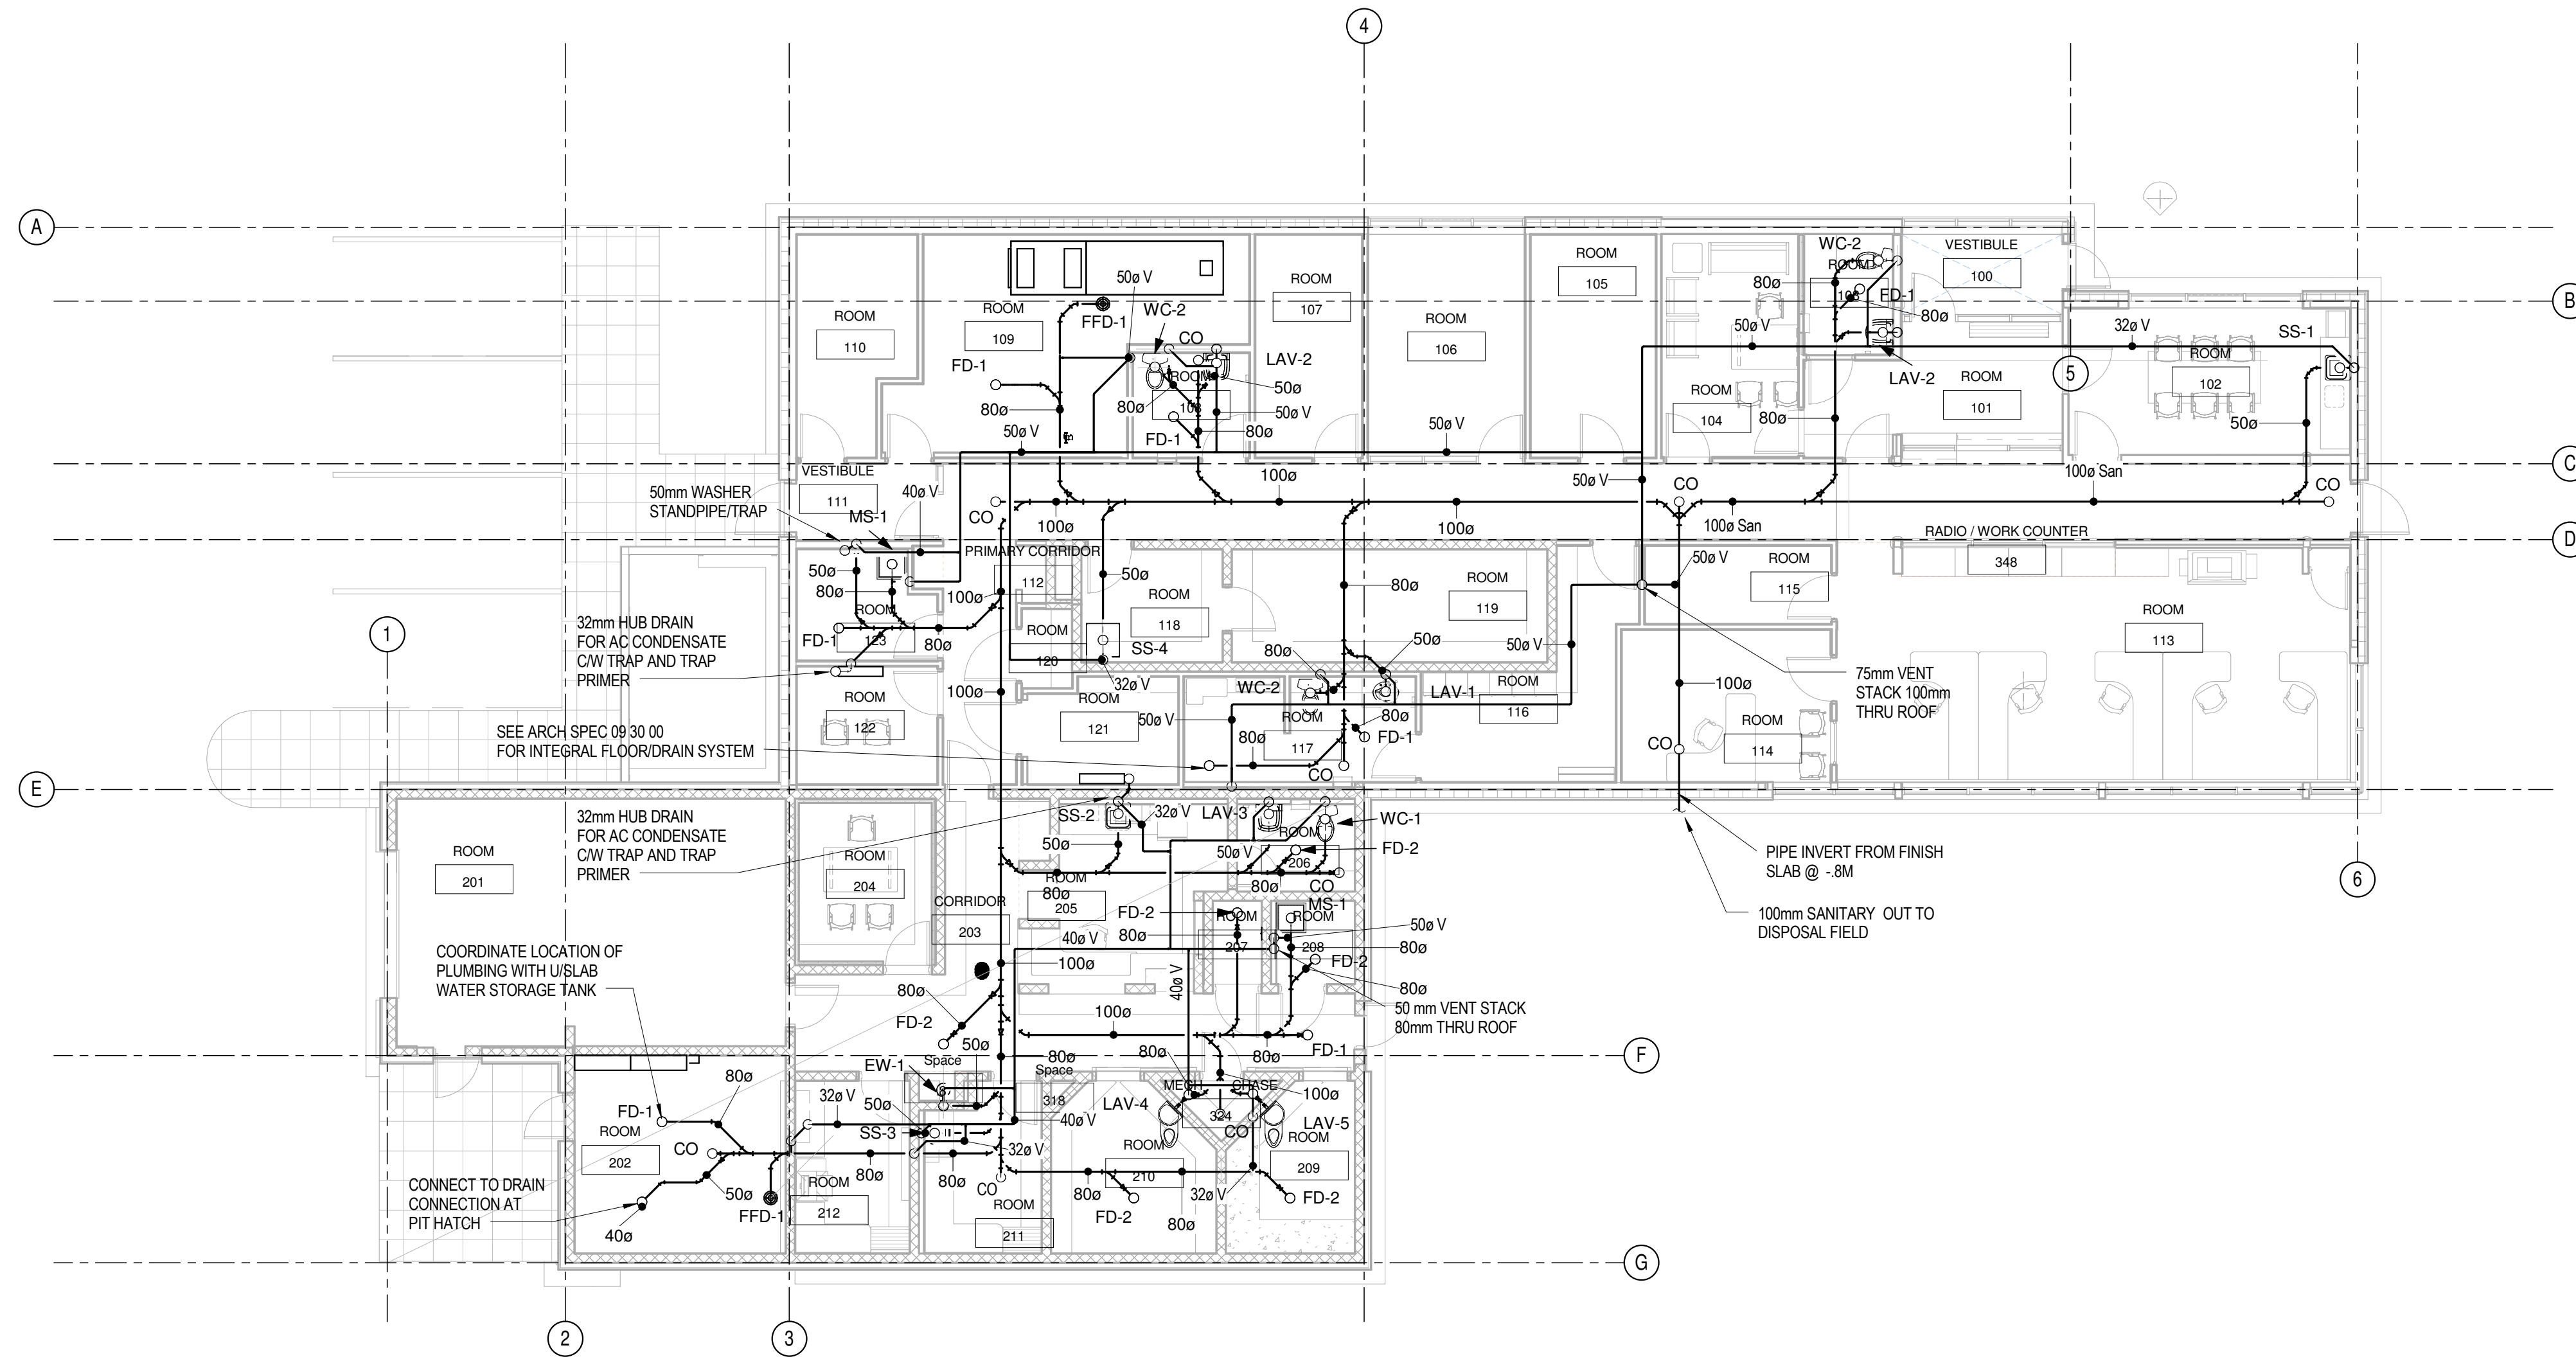 4
A
B
C
D
E
F
G
1
2
3
5
6
ROOM
110
ROOM
109
FFD-1
FD-1
80ø
50ø V
WC-2
CO
LAV-2
ROOM
108
50ø
80ø
50ø V
FD-1
80ø
50ø V
ROOM
107
ROOM
106
50ø V
ROOM
105
WC-2
ROOM
103
80ø
FD-1
80ø
VESTIBULE
100
50ø V
LAV-2
ROOM
104
80ø
ROOM
101
32ø V
SS-1
ROOM
102
50ø
VESTIBULE
111
50mm WASHER
STANDPIPE/TRAP
40ø V
MS-1
CO
100ø
100ø
100ø
50ø V
CO
100ø San
100ø San
CO
RADIO / WORK COUNTER
348
PRIMARY CORRIDOR
112
50ø
80ø
100ø
ROOM
123
FD-1
80ø
32mm HUB DRAIN
FOR AC CONDENSATE
C/W TRAP AND TRAP
PRIMER
ROOM
120
50ø
ROOM
118
SS-4
32ø V
80ø
ROOM
119
50ø
80ø
50ø V
50ø V
ROOM
115
ROOM
113
75mm VENT
STACK 100mm
THRU ROOF
100ø
ROOM
122
100ø
ROOM
121
50ø V
WC-2
LAV-1
ROOM
116
ROOM
117
80ø
80ø
FD-1
CO
CO
ROOM
114
SEE ARCH SPEC 09 30 00
FOR INTEGRAL FLOOR/DRAIN SYSTEM
32mm HUB DRAIN
FOR AC CONDENSATE
C/W TRAP AND TRAP
PRIMER
SS-2
32ø V
LAV-3
ROOM
206
WC-1
50ø
50ø V
FD-2
80ø
CO
PIPE INVERT FROM FINISH
SLAB @ -.8M
100mm SANITARY OUT TO
DISPOSAL FIELD
ROOM
201
ROOM
204
CORRIDOR
203
80ø
ROOM
205
FD-2
80ø
ROOM
207
MS-1
ROOM
208
50ø V
80ø
FD-2
80ø
40ø V
40ø V
COORDINATE LOCATION OF
PLUMBING WITH U/SLAB
WATER STORAGE TANK
100ø
80ø
FD-2
100ø
50 mm VENT STACK
80mm THRU ROOF
FD-1
80ø
50ø
Space
80ø
Space
80ø
EW-1
318
MECH
CHASE
100ø
324
80ø
FD-1
ROOM
202
CO
50ø
40ø
FFD-1
CONNECT TO DRAIN
CONNECTION AT
PIT HATCH
32ø V
50ø
SS-3
80ø
80ø
32ø V
40ø V
LAV-4
CO
LAV-5
ROOM
209
ROOM
210
ROOM
212
CO
ROOM
211
80ø
FD-2
80ø
32ø V
FD-2